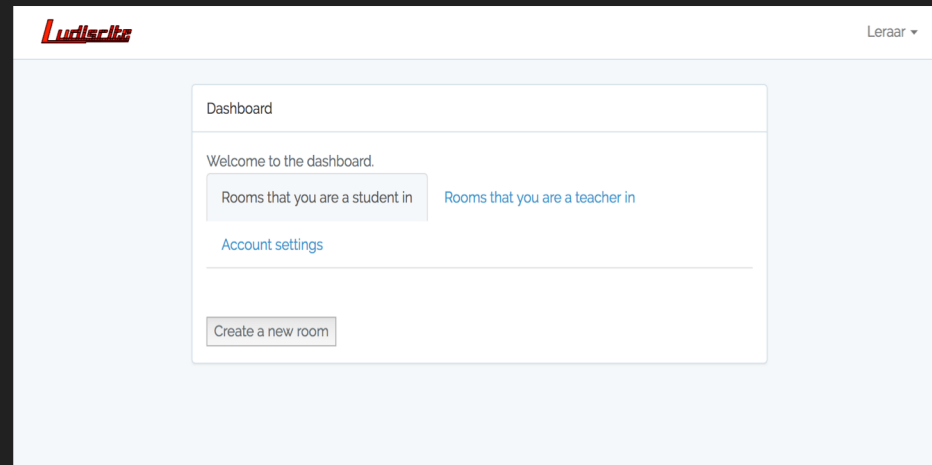 Ludiscite
Leraar
Dashboard
Welcome to the dashboard.
Rooms that you are a student in Rooms that you are a teacher in
Account settings
Create a new room